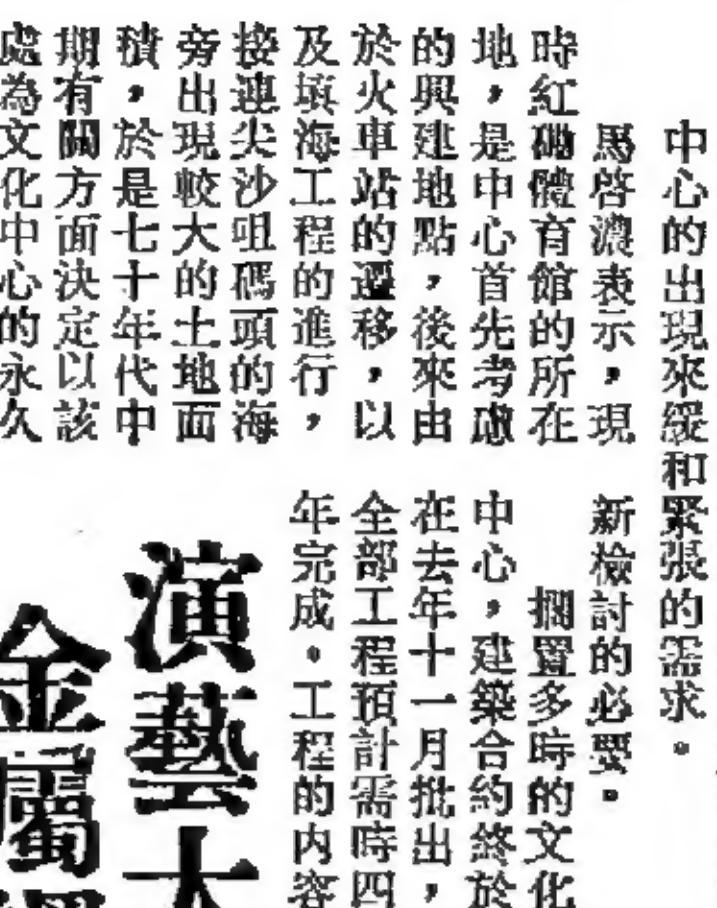 中心的出現來緩和緊張的需求。
馬啓濃表示，現
時紅磡體育館的所在
地，是中心首先考慮
的興建地點，後來由
於火車站的遷移，以
及填海工程的進行，
接連尖沙咀碼頭的海
旁出現較大的土地面
積，於是七十年代中
期有關方面決定以該
處為文化中心的永久
新檢討的必要。
擱置多時的文化
中心，建築合約終於
在去年十一月批出，
全部工程預計需時四
年完成。工程的内容
演藝大
金屬